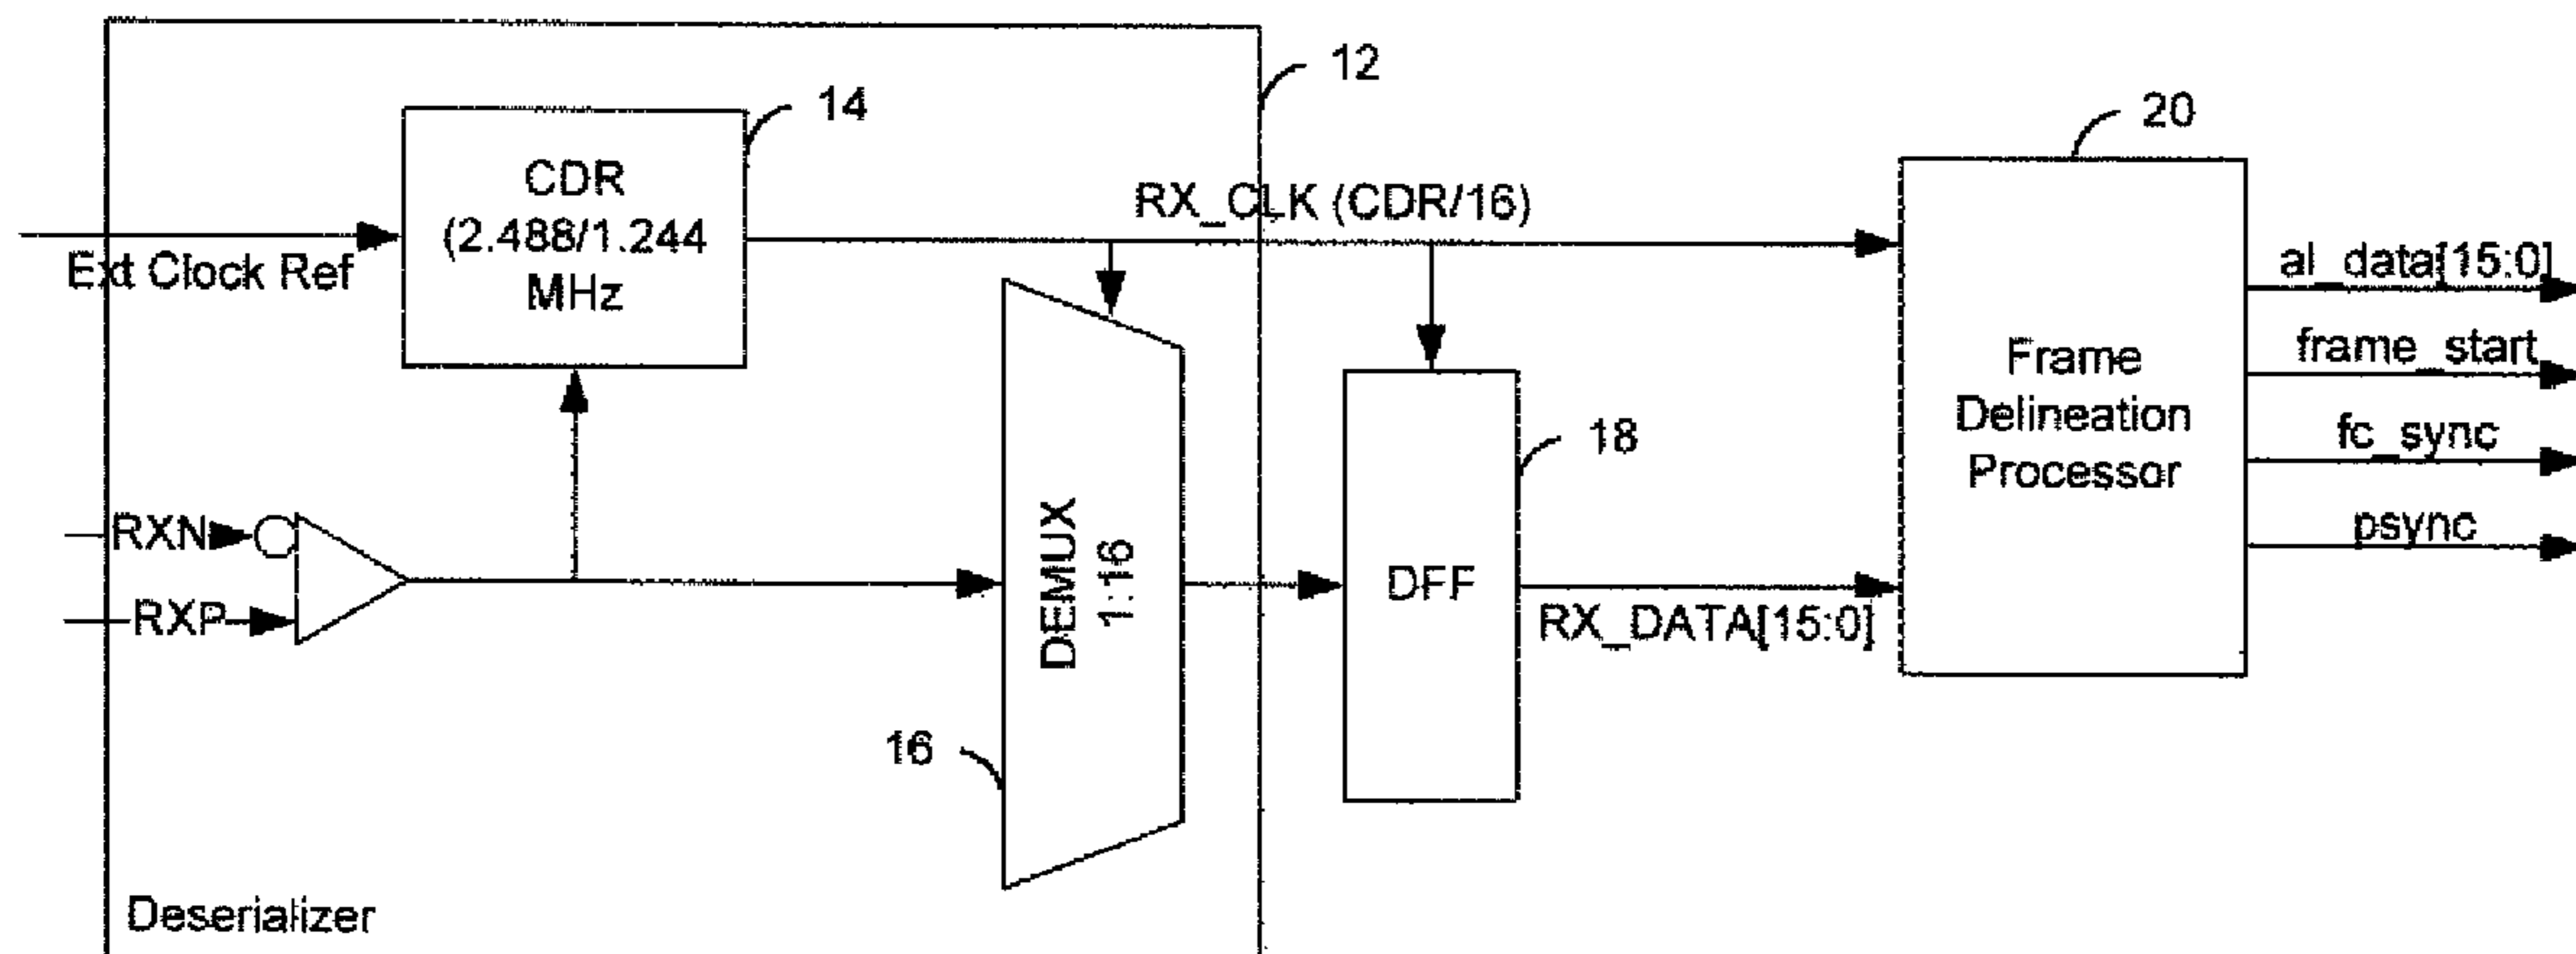 12
14
20
CDR
(2.488/1.244
MHz
RX_CLK (CDR/16)
Ext Clock Ref
al_data[15:0]
frame_start
fc_sync
psync
Frame
Delineation
Processor
18
RXN
RXP
DEMUX
1:16
DFF
RX_DATA[15:0]
16
Deserializer